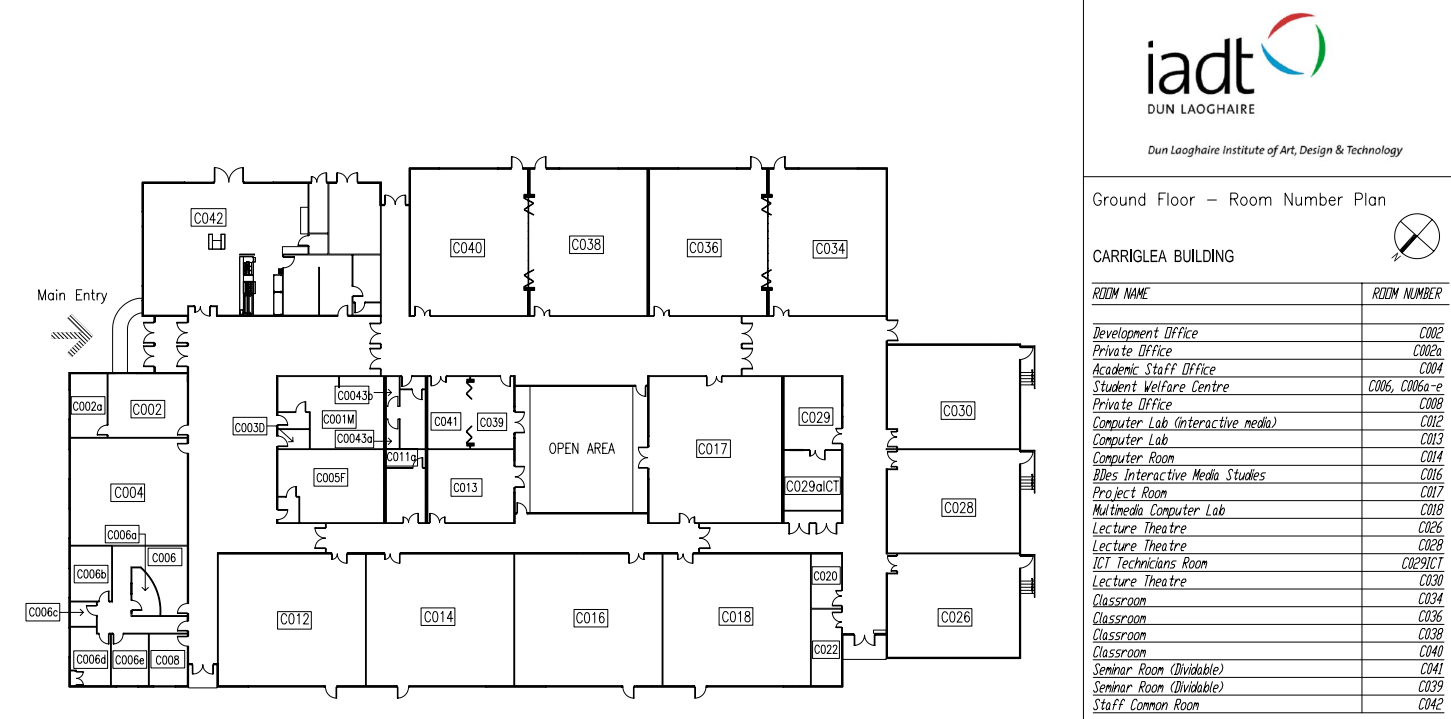 iadt
DUN LAOGHAIRE
Dun Laoghaire Institute of Art, Design & Technology
Ground Floor – Room Number Plan
N
CARRIGLEA BUILDING
ROOM NAME ROOM NUMBER
Development Office C002
Private Office C002a
Academic Staff Office C004
Student Welfare Centre C006, C006a-e
Private Office C008
Computer Lab (interactive media) C012
Computer Lab C013
Computer Room C014
BDes Interactive Media Studies C016
Project Room C017
Multimedia Computer Lab C018
Lecture Theatre C026
Lecture Theatre C028
ICT Technicians Room C029ICT
Lecture Theatre C030
Classroom C034
Classroom C036
Classroom C038
Classroom C040
Seminar Room (Dividable) C041
Seminar Room (Dividable) C039
Staff Common Room C042
Main Entry
C042
C040
C038
C036
C034
C002a
C002
C0043b
C001M
C003D
C0043a
C011a
C041
C039
C005F
C013
OPEN AREA
C017
C029
C029aICT
C030
C028
C026
C004
C006a
C006
C006b
C006c
C006d
C006e
C008
C012
C014
C016
C018
C020
C022